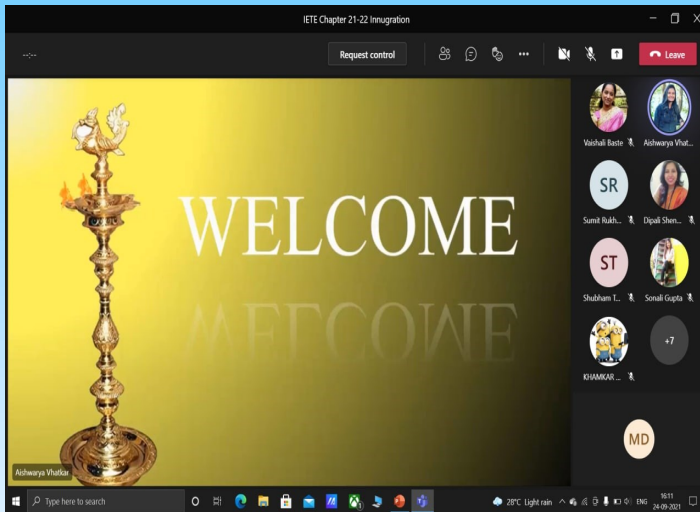 IETE Chapter 21-22 Innugration
--:--
Request control
Leave
WELCOME
WELCOME
Vaishali Baste
Aishwarya Vhat...
SR
Sumit Rukh...
Dipali Shen...
ST
Shubham T...
Sonali Gupta
KHAMKAR ...
+7
MD
Aishwarya Vhatkar
Type here to search
28°C Light rain
ENG
16:11
24-09-2021